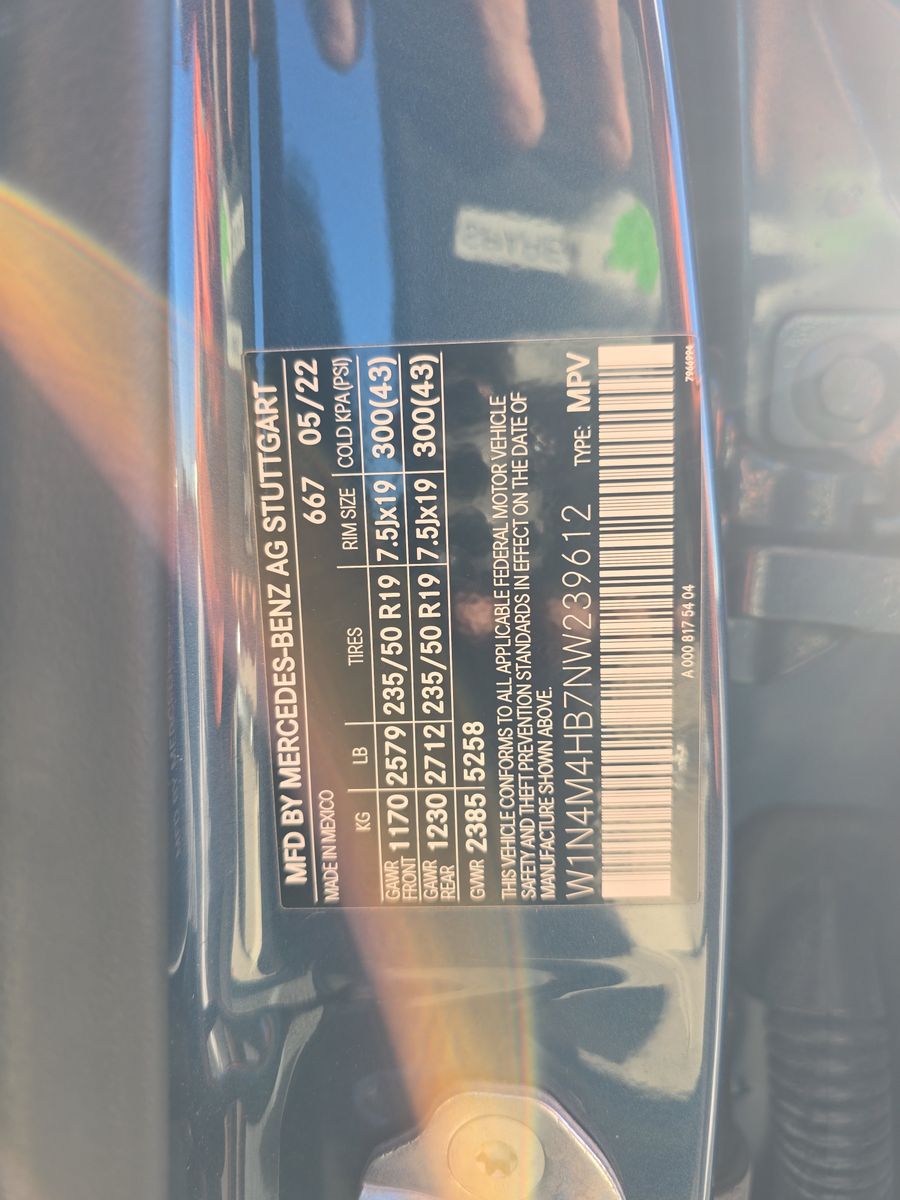 MFD BY MERCEDES-BENZ AG STUTTGART
667 05/22
MADE IN MEXICO
KG LB TIRES RIM SIZE COLD KPA(PSI)
GAWR FRONT 1170 2579 235/50 R19 7.5Jx19 300(43)
GAWR REAR 1230 2712 235/50 R19 7.5Jx19 300(43)
GVWR 2385 5258
THIS VEHICLE CONFORMS TO ALL APPLICABLE FEDERAL MOTOR VEHICLE
SAFETY AND THEFT PREVENTION STANDARDS IN EFFECT ON THE DATE OF
MANUFACTURE SHOWN ABOVE.
W1N4M4HB7NW239612 TYPE: MPV
A 000 817 54 04
7966994